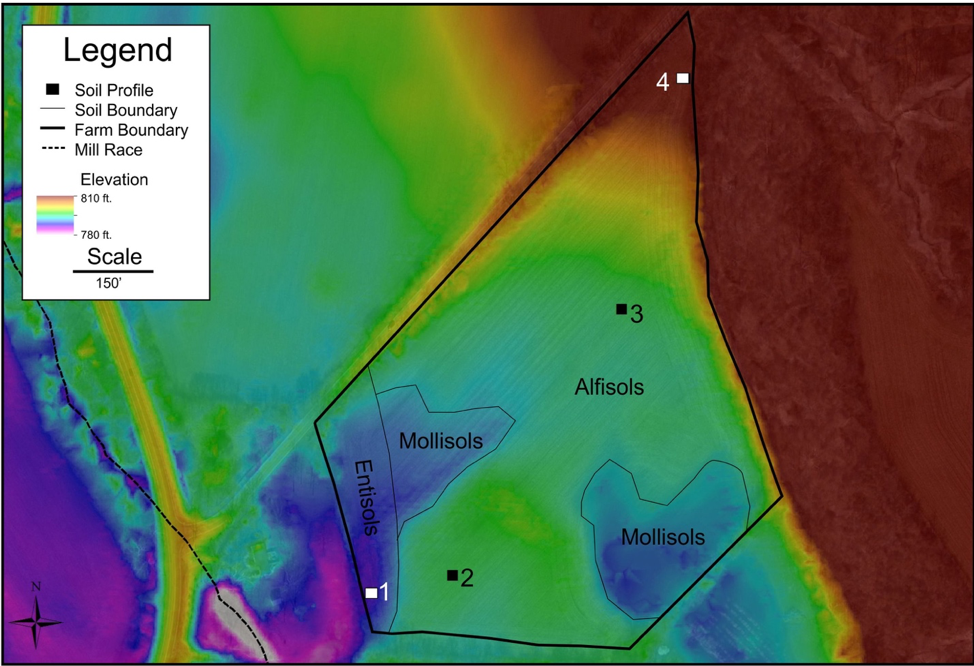 Legend
Soil Profile
Soil Boundary
Farm Boundary
Mill Race
Elevation
810 ft.
780 ft.
Scale
150'
4
3
Alfisols
Mollisols
Entisols
Mollisols
2
1
N